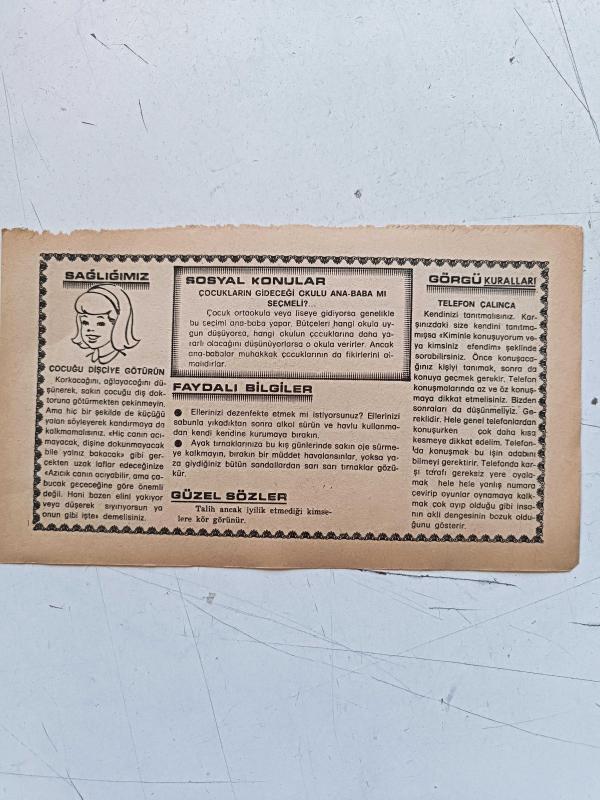 SAĞLIĞIMIZ
ÇOCUĞU DİŞÇİYE GÖTÜRÜN
Korkacağını, ağlayacağını dü-
şünerek, sakın çocuğu diş dok-
toruna götürmekten çekinmeyin.
Ama hiç bir şekilde de küçüğü
yalan söyleyerek kandırmaya da
kalkmamalısınız. «Hiç canın acı-
mayacak, dişine dokunmayacak
bile yalnız bakacak» gibi ger-
çekten uzak laflar edeceğinize
«Azıcık canın acıyabilir, ama ça-
bucak geçeceğine göre önemli
değil. Hani bazen elini yakıyor
veya düşerek sıyırıyorsun ya
onun gibi işte» demelisiniz.
SOSYAL KONULAR
ÇOCUKLARIN GİDECEĞİ OKULU ANA-BABA MI
SEÇMELİ?...
Çocuk ortaokula veya liseye gidiyorsa genelikle
bu seçimi ana-baba yapar. Bütçeleri hangi okula uy-
gun düşüyorsa, hangi okulun çccuklarına daha ya-
rarlı olacağını düşünüyorlarsa o okula verirler. Ancak
ana-babalar muhakkak çccuklarının da fikirlerini al-
malıdırlar.
FAYDALI BİLGİLER
● Ellerinizi dezenfekte etmek mi istiyorsunuz? Ellerinizi
sabunla yıkadıktan sonra alkol sürün ve havlu kullanma-
dan kendi kendine kurumaya bırakın.
● Ayak tırnaklarınıza bu kış günlerinde sakın oje sürme-
ye kalkmayın, bırakın bir müddet havalansınlar, yoksa ya-
za giydiğiniz bütün sandallardan sarı sarı tırnaklar gözü-
kür.
GÜZEL SÖZLER
Talih ancak iyilik etmediği kimse-
lere kör görünür.
GÖRGÜ KURALLARI
TELEFON ÇALINCA
Kendinizi tanıtmalısınız. Kar-
şınızdaki size kendini tanıtma-
mışsa «Kiminle konuşuyorum ve-
ya kimsiniz efendim» şeklinde
sorabilirsiniz. Önce konuşaca-
ğınız kişiyi tanımak, sonra da
konuya geçmek gerekir. Telefon
konuşmalarında az ve öz konuş-
maya dikkat etmelisiniz. Bizden
sonraları da düşünmeliyiz. Ge-
reklidir. Hele genel telefonlardan
konuşurken çok daha kısa
kesmeye dikkat edelim. Telefon-
da konuşmak bu işin adabını
bilmeyi gerektirir. Telefonda kar-
şı tarafı gereksiz yere oyala-
mak hele hele yanlış numara
çevirip oyunlar oynamaya kalk-
mak çok ayıp olduğu gibi insa-
nın akli dengesinin bozuk oldu-
ğunu gösterir.